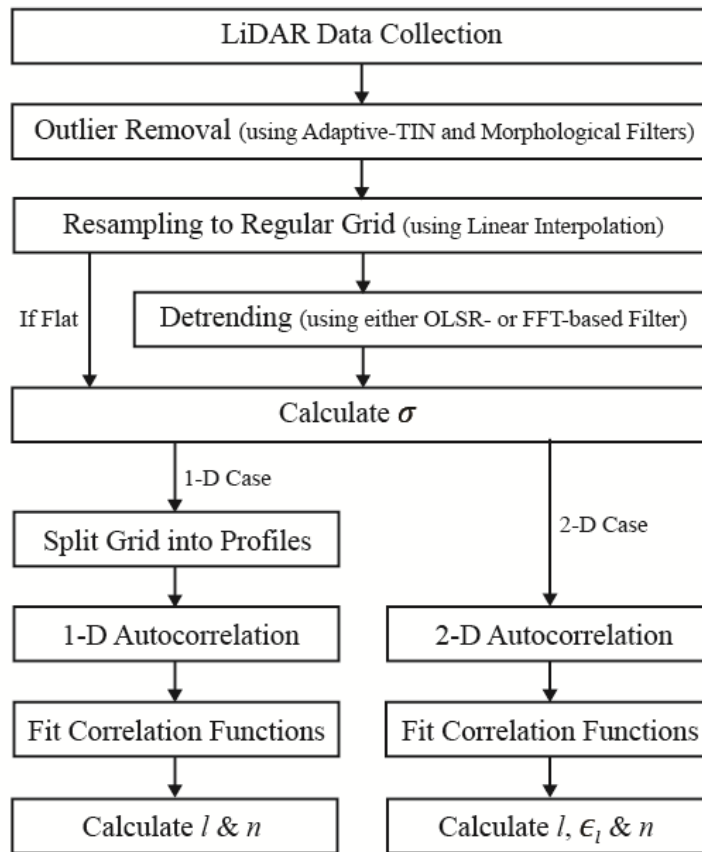 LiDAR Data Collection
Outlier Removal (using Adaptive-TIN and Morphological Filters)
Resampling to Regular Grid (using Linear Interpolation)
If Flat
Detrending (using either OLSR- or FFT-based Filter)
Calculate σ
1-D Case
2-D Case
Split Grid into Profiles
1-D Autocorrelation
2-D Autocorrelation
Fit Correlation Functions
Fit Correlation Functions
Calculate l & n
Calculate l, ϵₗ & n